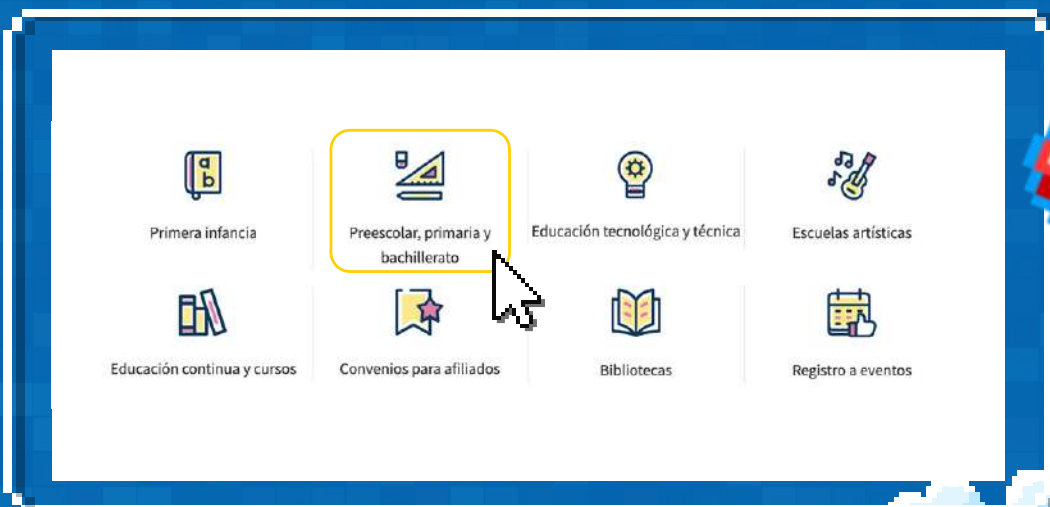 a
b
Primera infancia
Preescolar, primaria y
bachillerato
Educación tecnológica y técnica
Escuelas artísticas
Educación continua y cursos
Convenios para afiliados
Bibliotecas
Registro a eventos